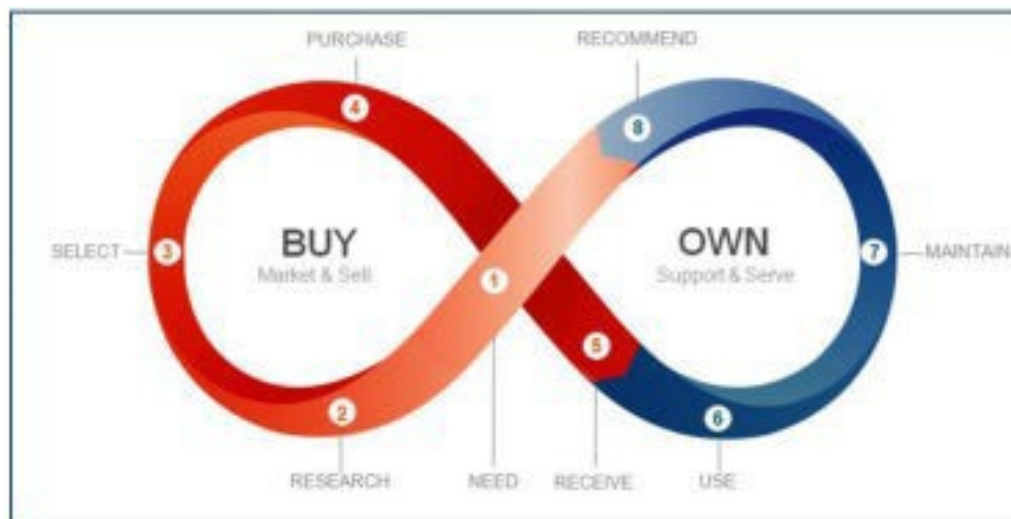 PURCHASE
RECOMMEND
4
8
SELECT
3
BUY
Market & Sell
OWN
Support & Serve
7
MAINTAIN
1
5
2
6
RESEARCH
NEED
RECEIVE
USE